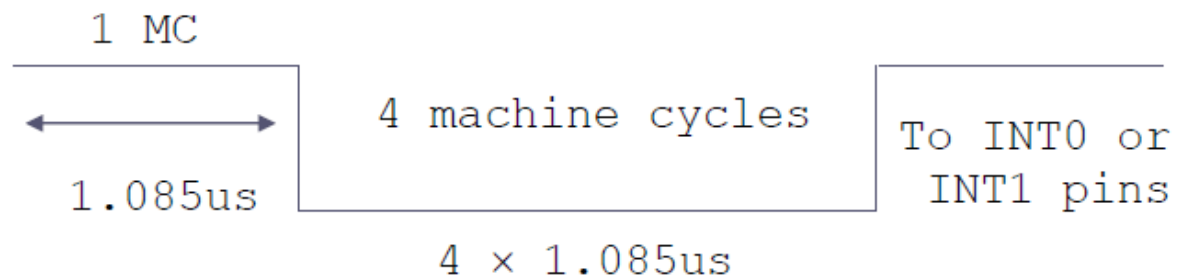 1 MC
4 machine cycles
To INT0 or
INT1 pins
1.085us
4 × 1.085us